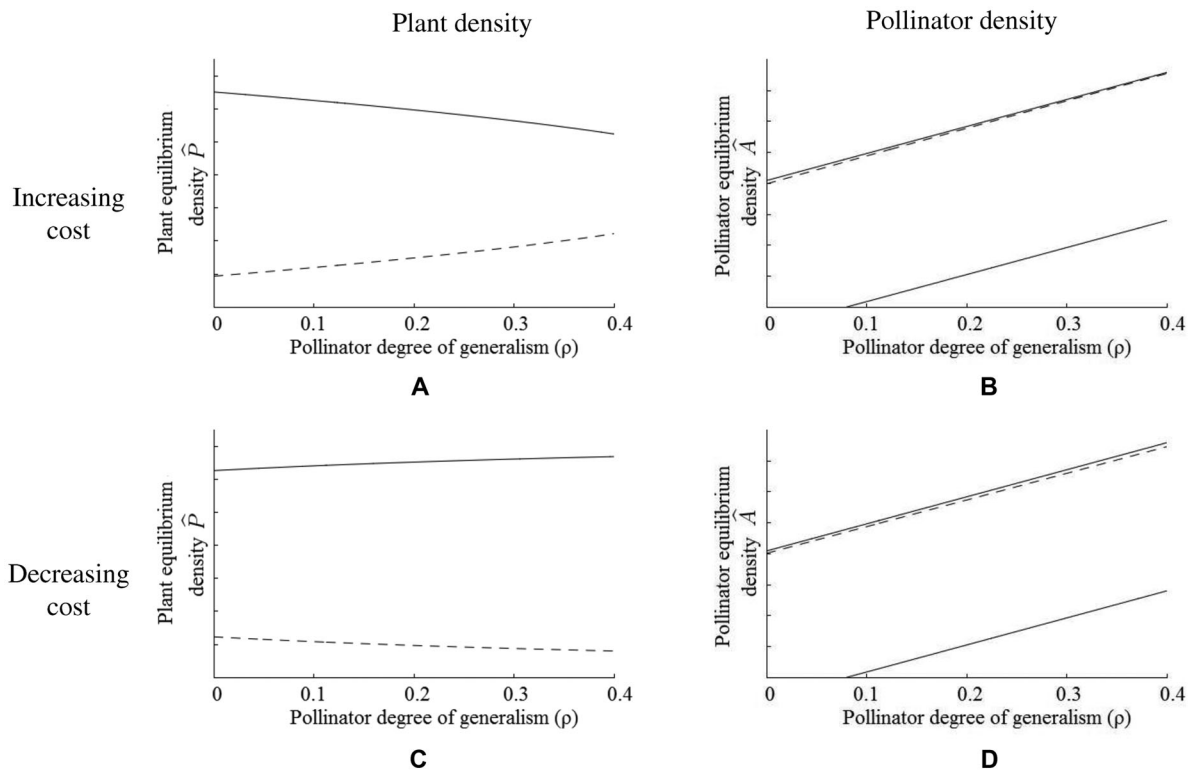 Plant density
Pollinator density
Increasing
cost
Plant equilibrium
density P̂
0
0.1
0.2
0.3
0.4
Pollinator degree of generalism (ρ)
A
Pollinator equilibrium
density Â
0
0.1
0.2
0.3
0.4
Pollinator degree of generalism (ρ)
B
Decreasing
cost
Plant equilibrium
density P̂
0
0.1
0.2
0.3
0.4
Pollinator degree of generalism (ρ)
C
Pollinator equilibrium
density Â
0
0.1
0.2
0.3
0.4
Pollinator degree of generalism (ρ)
D